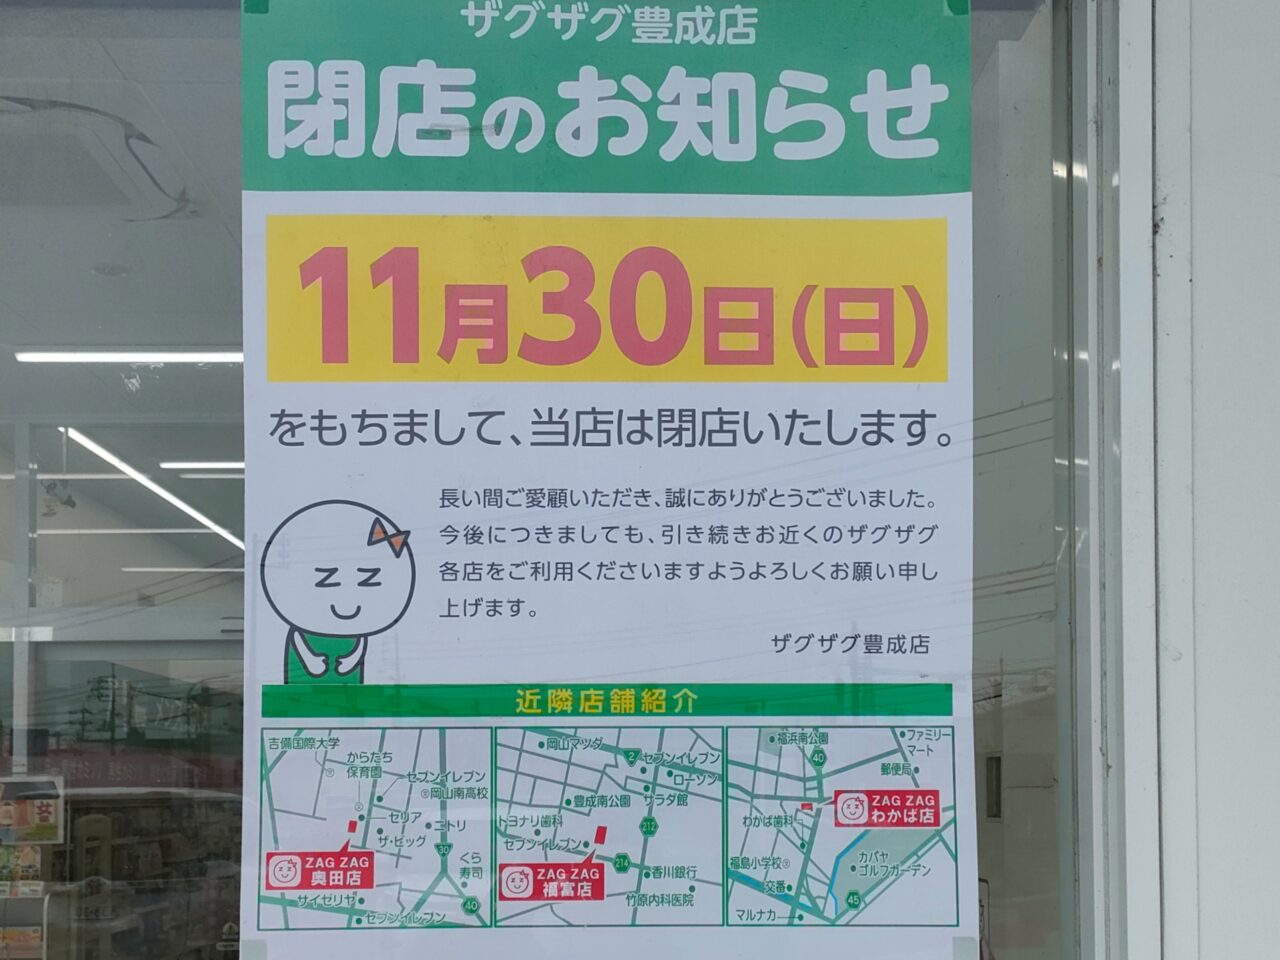 ザグザグ豊成店
閉店のお知らせ
11月30日(日)
をもちまして、当店は閉店いたします。
長い間ご愛顧いただき、誠にありがとうございました。
今後につきましても、引き続きお近くのザグザグ
各店をご利用くださいますようよろしくお願い申し
上げます。
ザグザグ豊成店
近隣店舗紹介
吉備国際大学
からたち
保育園
セブンイレブン
岡山南高校
セリア
ニトリ
ザ・ビッグ
30
くら
寿司
ZAG ZAG
奥田店
サイゼリヤ
セブンイレブン
40
岡山マツダ
2
セブンイレブン
ローソン
サラダ館
豊成南公園
トヨナリ歯科
212
セブンイレブン
214
香川銀行
ZAG ZAG
福富店
竹原内科医院
福浜南公園
ファミリー
マート
40
郵便局
ZAG ZAG
わかば店
わかば歯科
福島小学校
カバヤ
ゴルフガーデン
交番
45
マルナカ